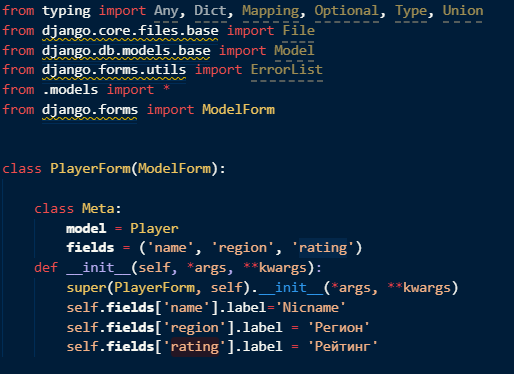 from typing import Any, Dict, Mapping, Optional, Type, Union
from django.core.files.base import File
from django.db.models.base import Model
from django.forms.utils import ErrorList
from .models import *
from django.forms import ModelForm
class PlayerForm(ModelForm):
class Meta:
model = Player
fields = ('name', 'region', 'rating')
def __init__(self, *args, **kwargs):
super(PlayerForm, self).__init__(*args, **kwargs)
self.fields['name'].label='Nicname'
self.fields['region'].label = 'Регион'
self.fields['rating'].label = 'Рейтинг'